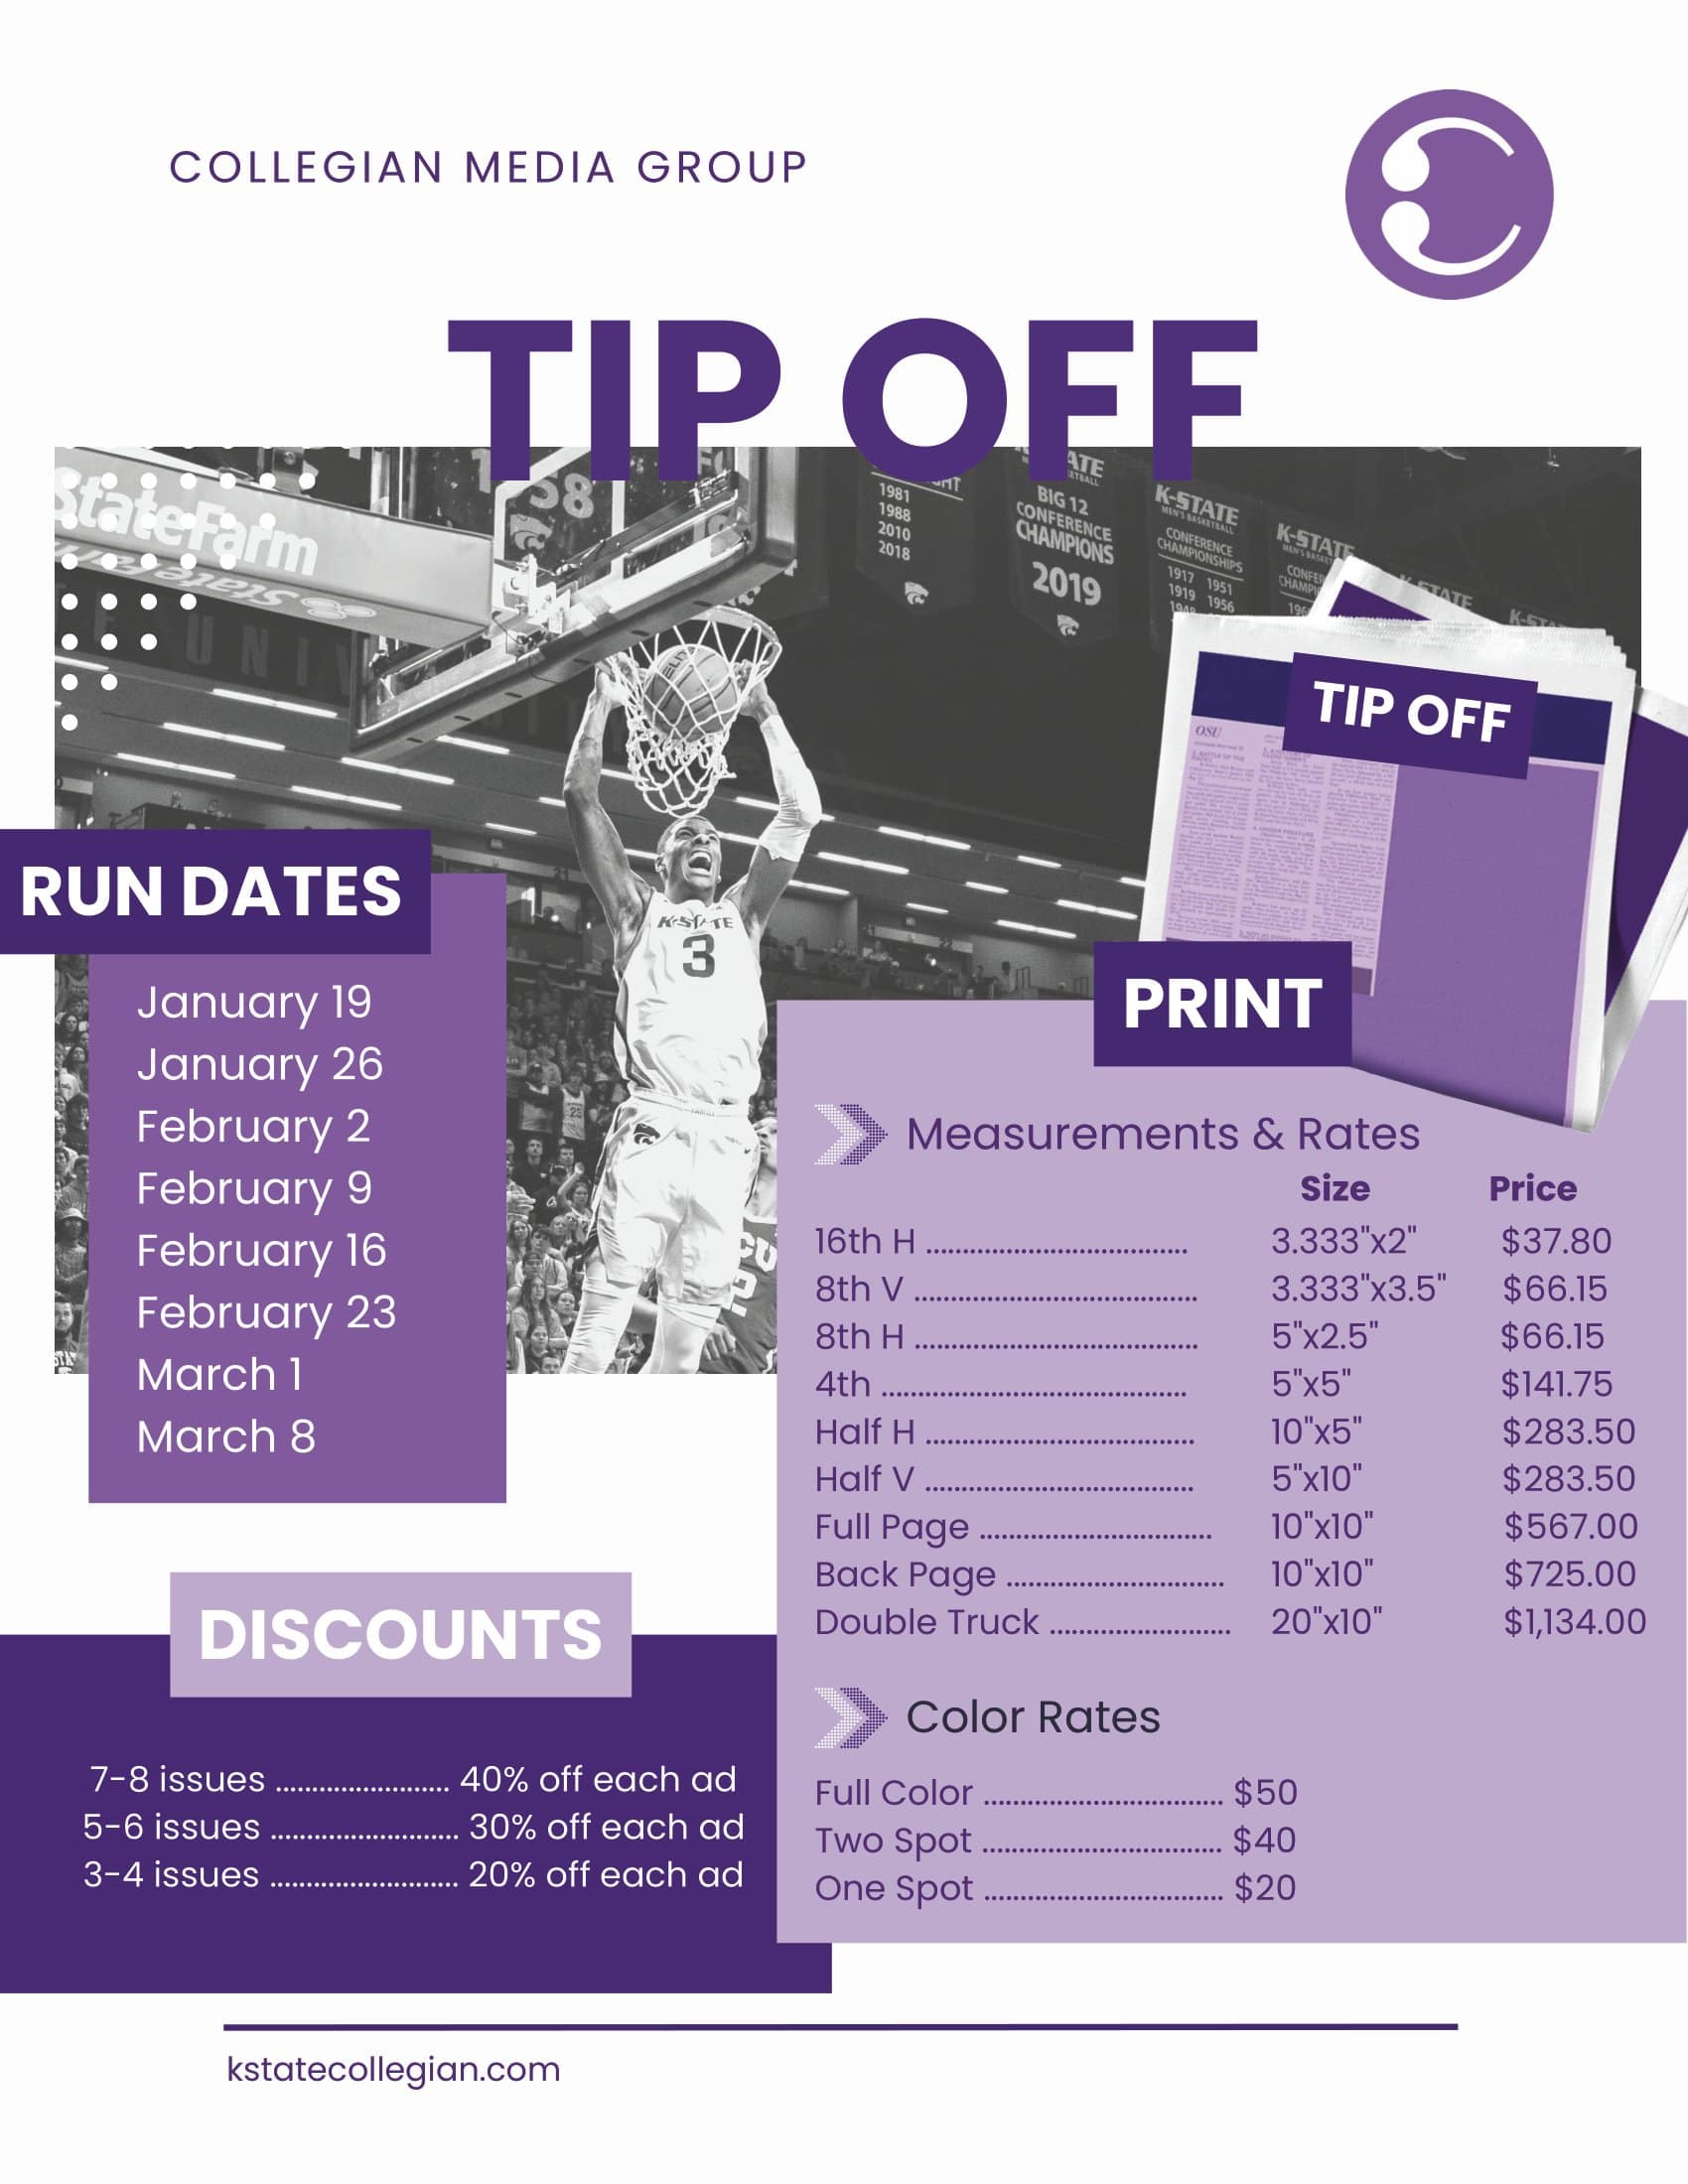 COLLEGIAN MEDIA GROUP
TIP OFF
StateFarm
StateFarm
58
1981
1988
2010
2018
BIG 12
CONFERENCE
CHAMPIONS
2019
K-STATE
MEN'S BASKETBALL
CONFERENCE
CHAMPIONSHIPS
1917 1951
1919 1956
1948
K-STATE
K-STATE
TIP OFF
OSU
RUN DATES
January 19
January 26
February 2
February 9
February 16
February 23
March 1
March 8
K-STATE
3
23
PRINT
Measurements & Rates
Size Price
16th H .................................... 3.333"x2" $37.80
8th V ....................................... 3.333"x3.5" $66.15
8th H ....................................... 5"x2.5" $66.15
4th .......................................... 5"x5" $141.75
Half H ..................................... 10"x5" $283.50
Half V ..................................... 5"x10" $283.50
Full Page ................................ 10"x10" $567.00
Back Page .............................. 10"x10" $725.00
Double Truck ......................... 20"x10" $1,134.00
Color Rates
Full Color ................................. $50
Two Spot ................................. $40
One Spot ................................. $20
DISCOUNTS
7-8 issues ........................ 40% off each ad
5-6 issues .......................... 30% off each ad
3-4 issues .......................... 20% off each ad
kstatecollegian.com